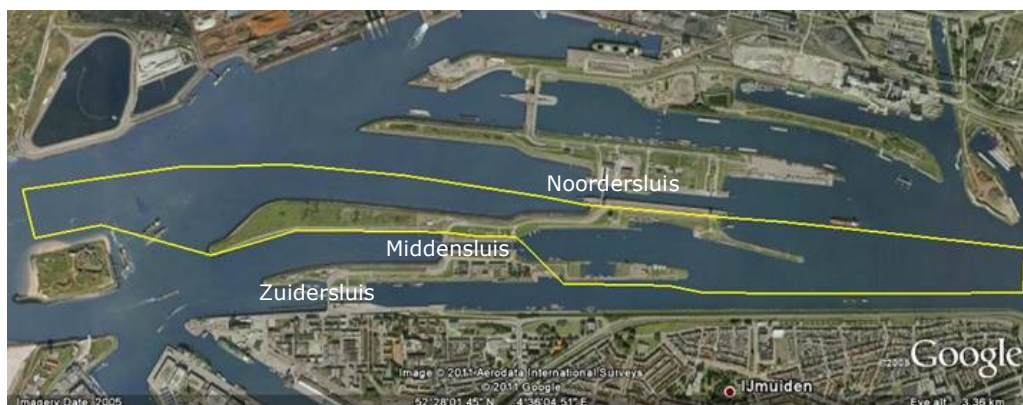 Noordersluis
Middensluis
Zuidersluis
©2009 Google
Image © 2011 Aerodata International Surveys
© 2011 Google
IJmuiden
Imagery Date 2005
52°28'01.45" N 4°36'04.51" E
Eye alt 3.36 km